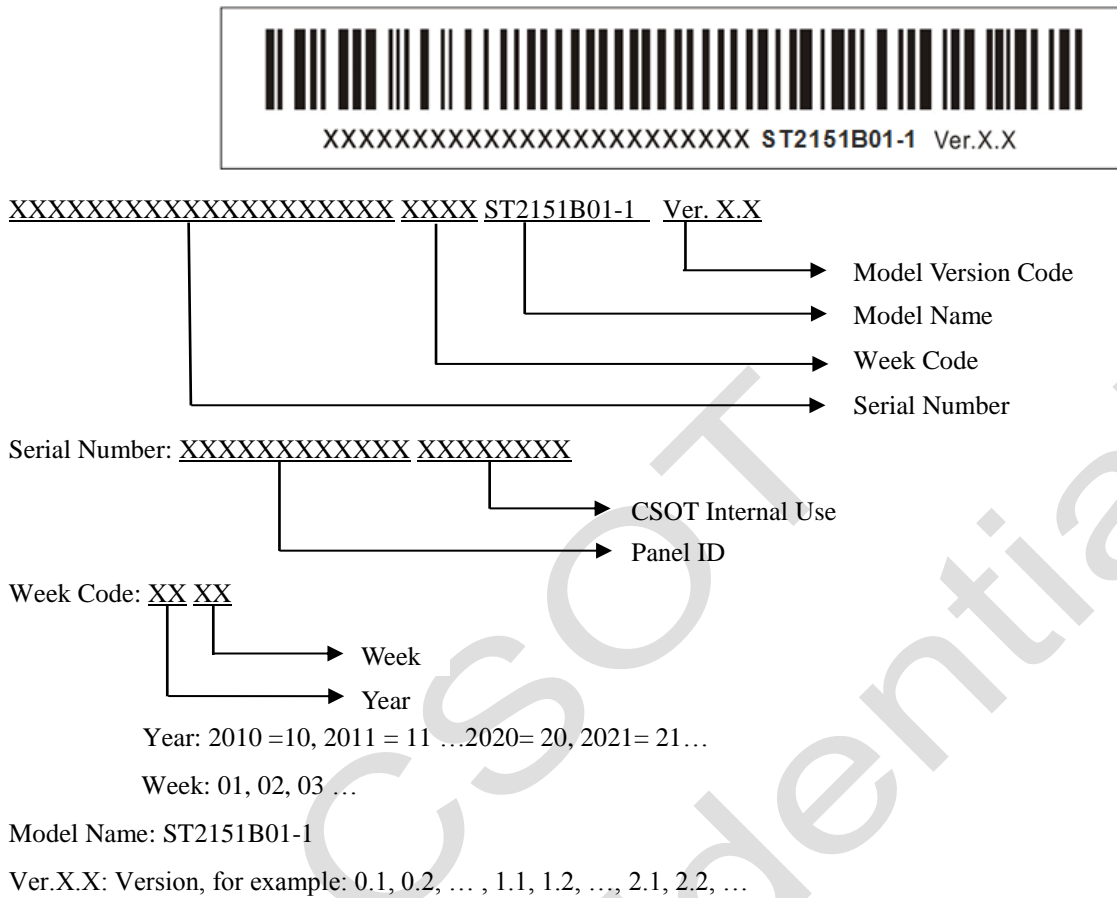 XXXXXXXXXXXXXXXXXXXXXXXX ST2151B01-1 Ver.X.X
XXXXXXXXXXXXXXXXXXXX XXXX ST2151B01-1 Ver. X.X
Model Version Code
Model Name
Week Code
Serial Number
Serial Number: XXXXXXXXXXXX XXXXXXXX
CSOT Internal Use
Panel ID
Week Code: XX XX
Week
Year
Year: 2010 =10, 2011 = 11 …2020= 20, 2021= 21…
Week: 01, 02, 03 …
Model Name: ST2151B01-1
Ver.X.X: Version, for example: 0.1, 0.2, … , 1.1, 1.2, …, 2.1, 2.2, …
CSOT